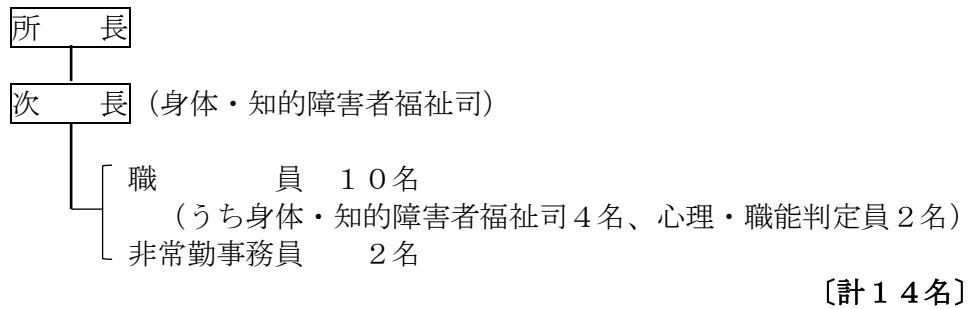 所　　長
次　　長（身体・知的障害者福祉司）
職　　　　員　１０名
（うち身体・知的障害者福祉司４名、心理・職能判定員２名）
非常勤事務員　　２名
〔計１４名〕